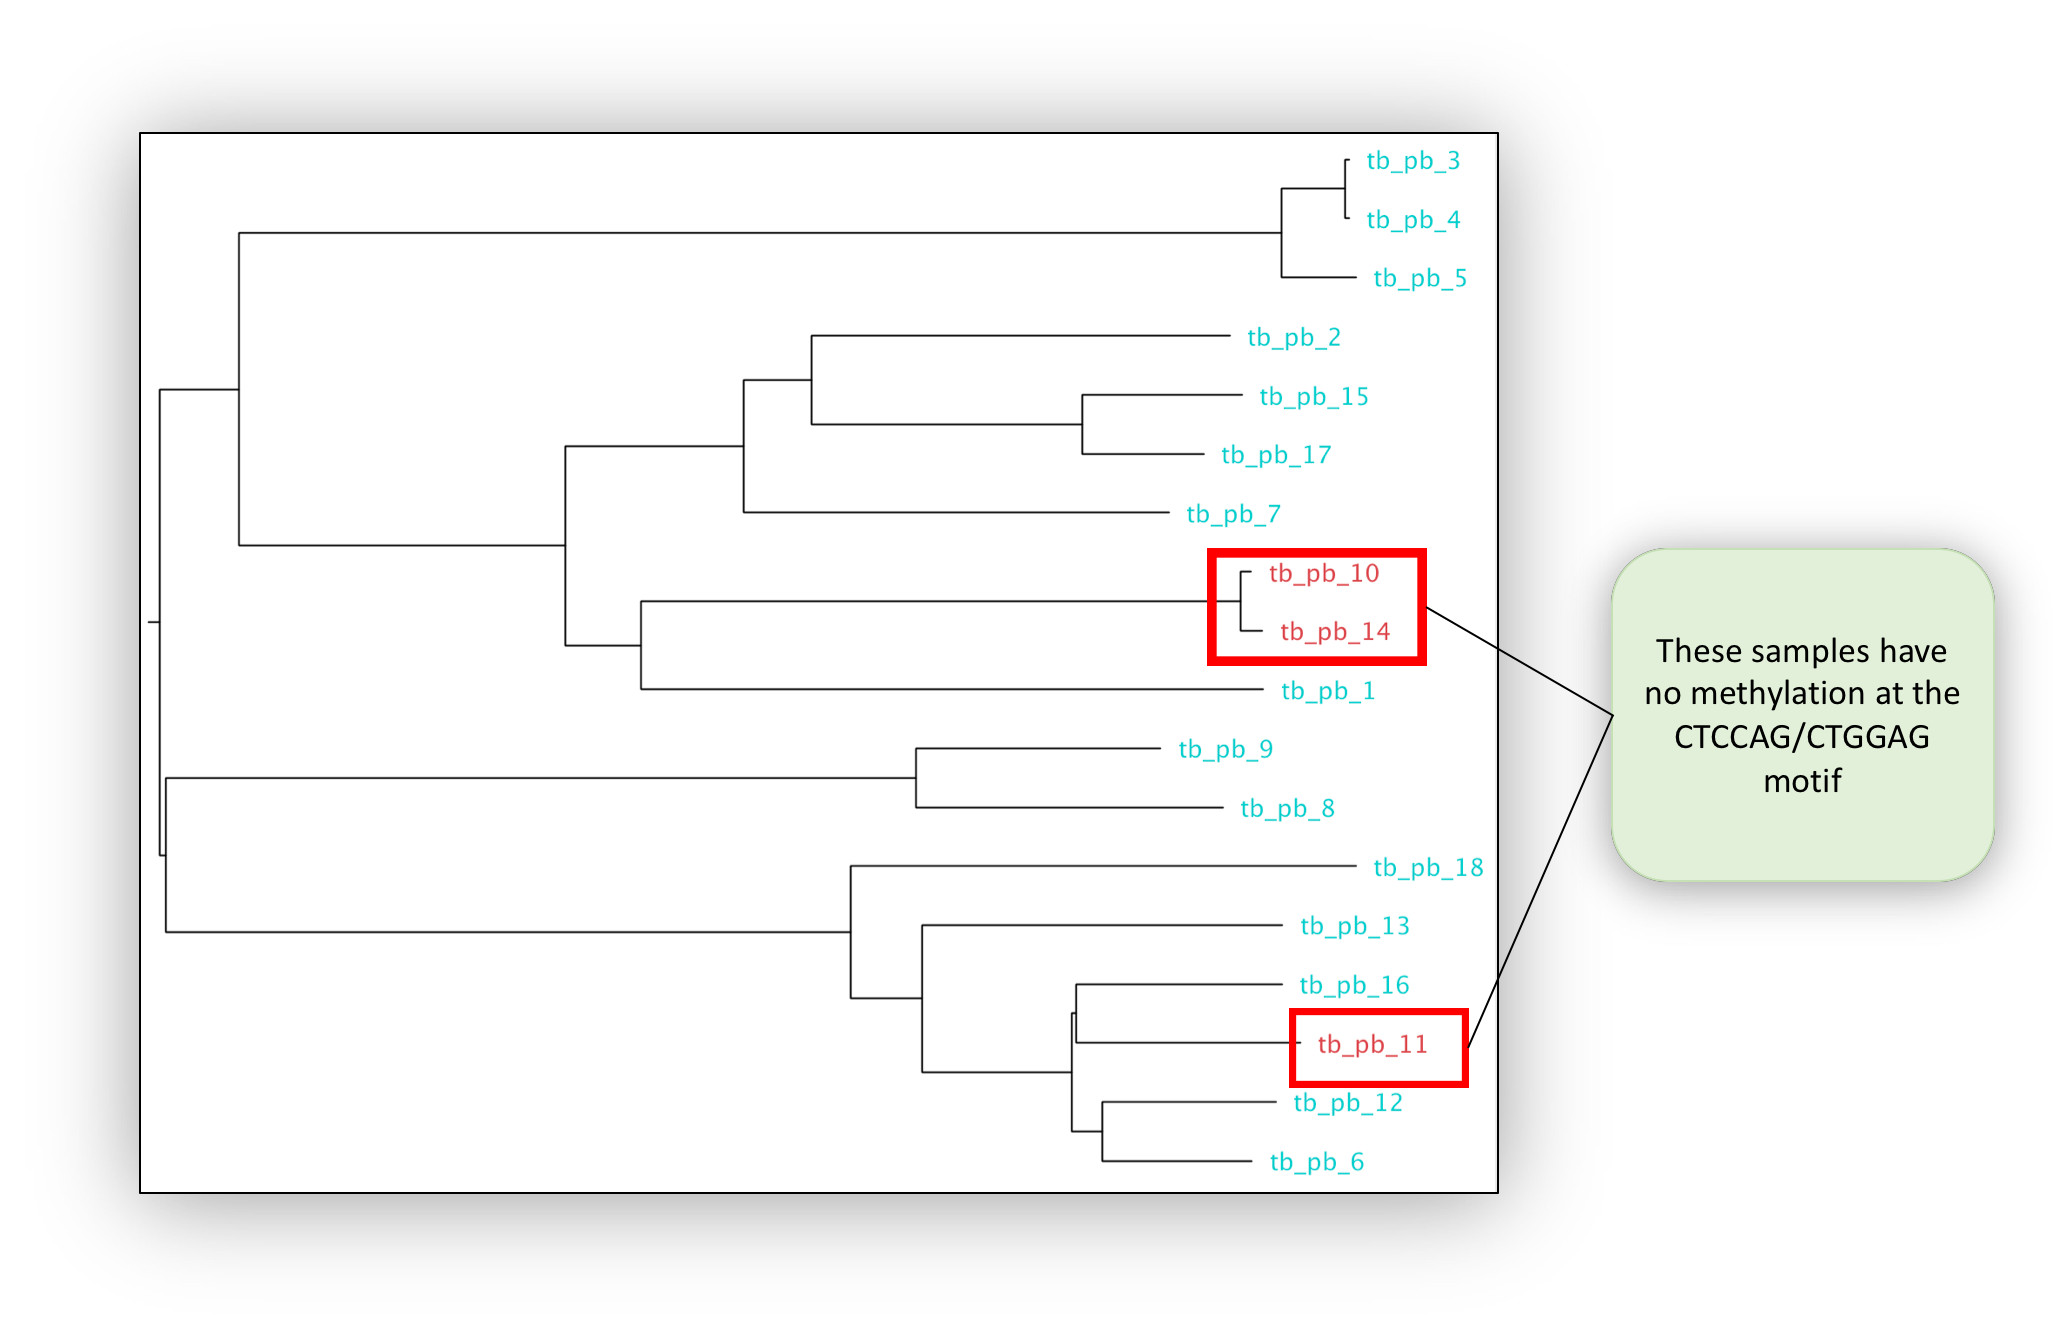 tb_pb_3
tb_pb_4
tb_pb_5
tb_pb_2
tb_pb_15
tb_pb_17
tb_pb_7
tb_pb_10
tb_pb_14
tb_pb_1
tb_pb_9
tb_pb_8
tb_pb_18
tb_pb_13
tb_pb_16
tb_pb_11
tb_pb_12
tb_pb_6
These samples have
no methylation at the
CTCCAG/CTGGAG
motif